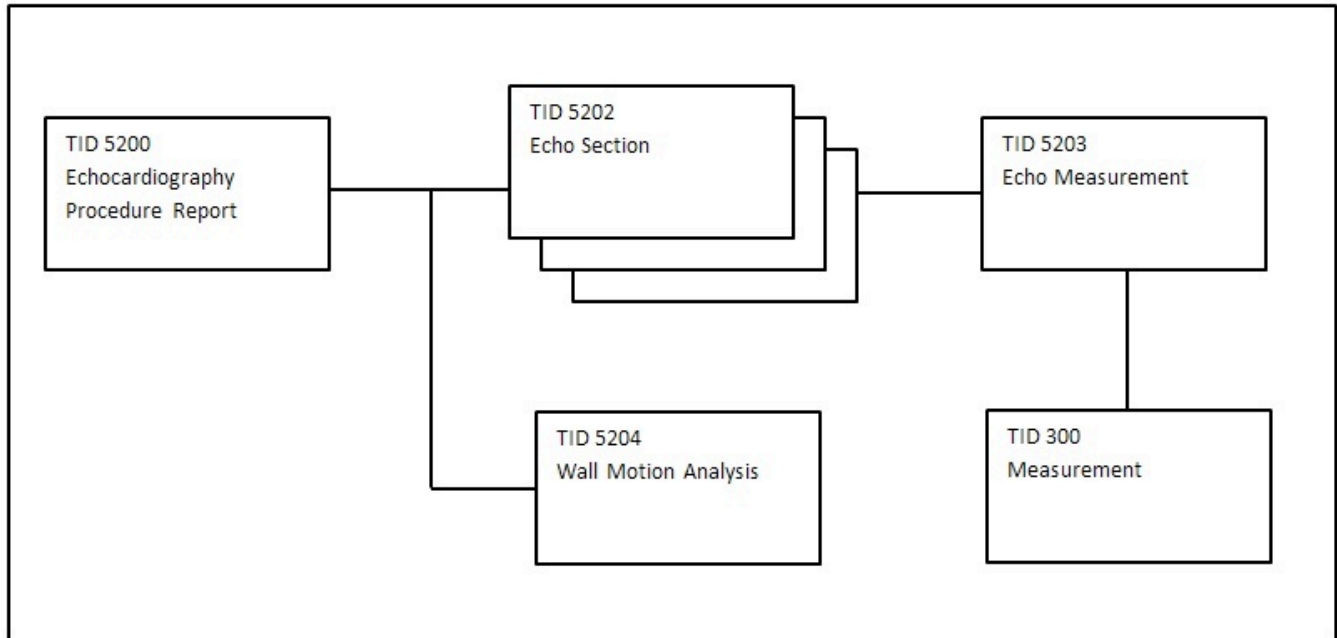 TID 5200
Echocardiography
Procedure Report
TID 5202
Echo Section
TID 5203
Echo Measurement
TID 5204
Wall Motion Analysis
TID 300
Measurement